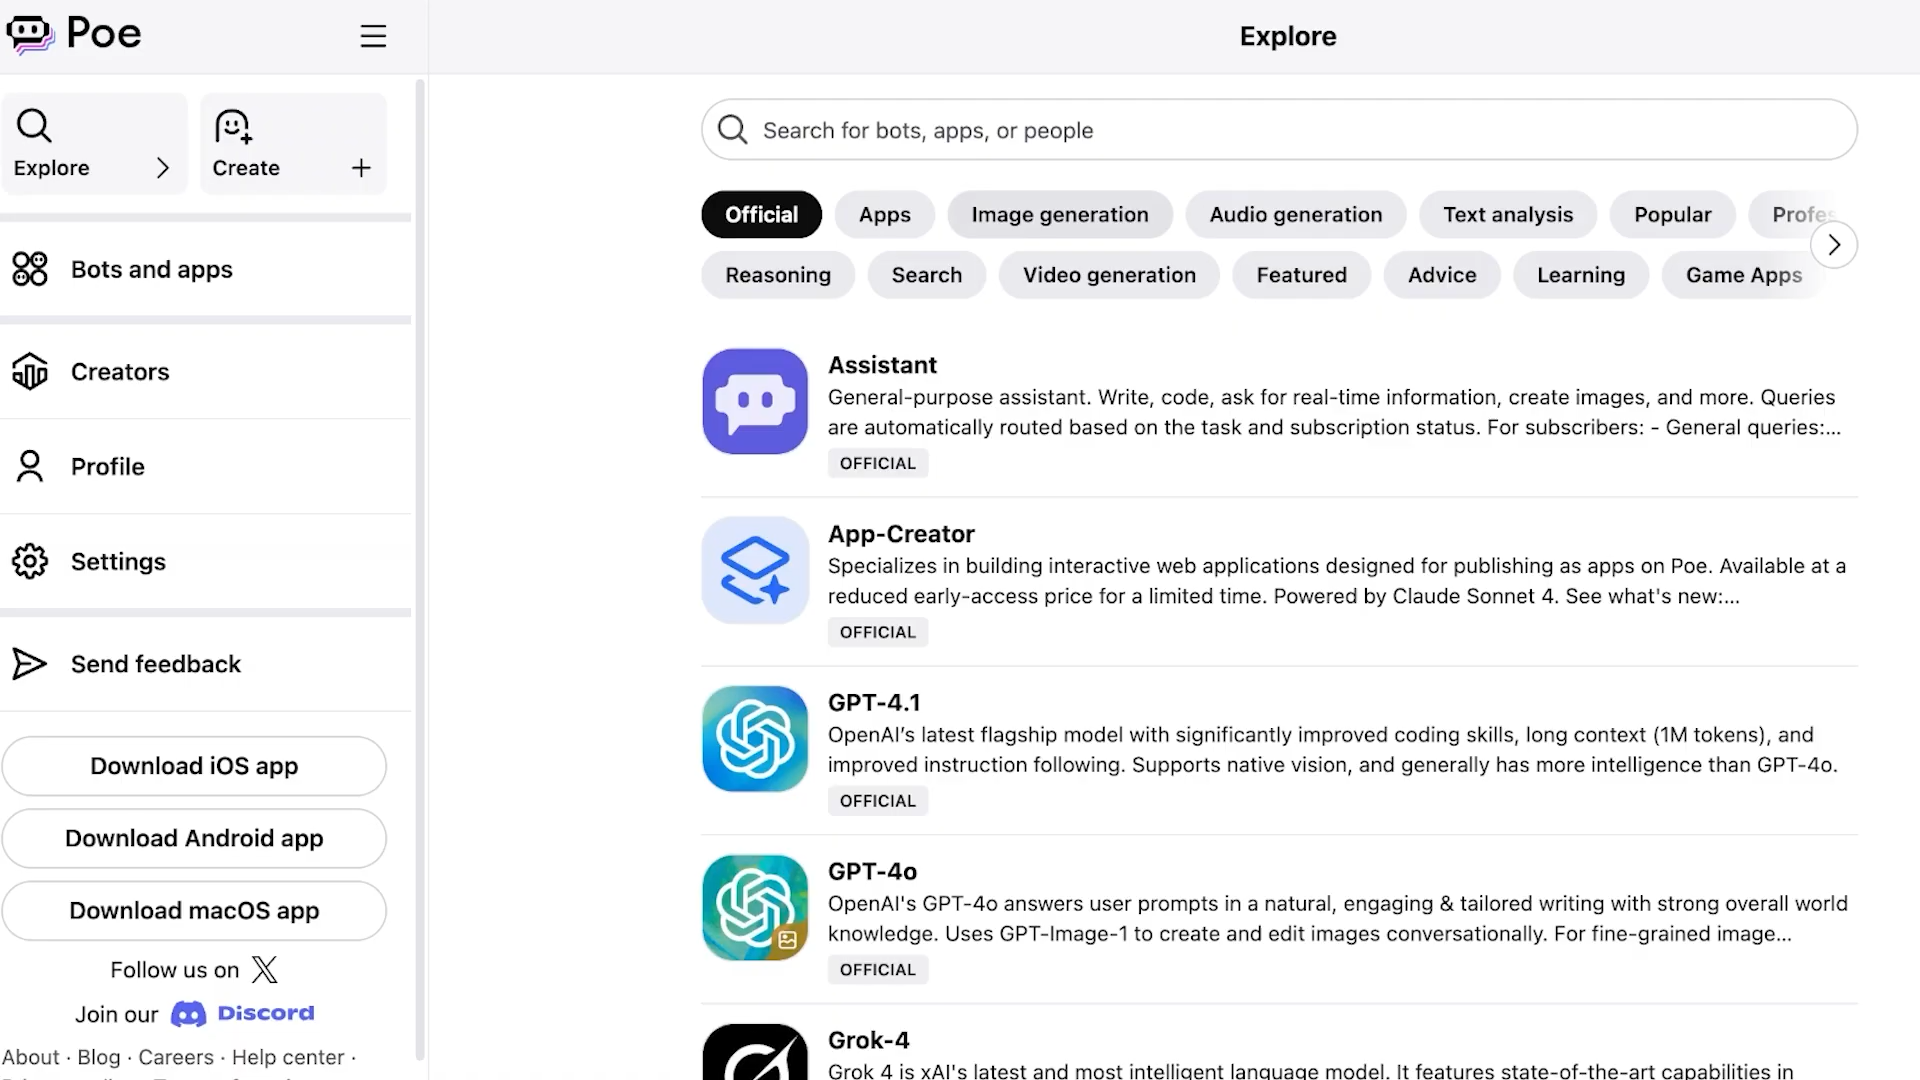 Poe
Explore
Create
Bots and apps
Creators
Profile
Settings
Send feedback
Download iOS app
Download Android app
Download macOS app
Follow us on X
Join our Discord
About · Blog · Careers · Help center ·
Explore
Search for bots, apps, or people
Official Apps Image generation Audio generation Text analysis Popular
Reasoning Search Video generation Featured Advice Learning Game Apps
Assistant
General-purpose assistant. Write, code, ask for real-time information, create images, and more. Queries
are automatically routed based on the task and subscription status. For subscribers: - General queries:...
OFFICIAL
App-Creator
Specializes in building interactive web applications designed for publishing as apps on Poe. Available at a
reduced early-access price for a limited time. Powered by Claude Sonnet 4. See what's new:...
OFFICIAL
GPT-4.1
OpenAI’s latest flagship model with significantly improved coding skills, long context (1M tokens), and
improved instruction following. Supports native vision, and generally has more intelligence than GPT-4o.
OFFICIAL
GPT-4o
OpenAI's GPT-4o answers user prompts in a natural, engaging & tailored writing with strong overall world
knowledge. Uses GPT-Image-1 to create and edit images conversationally. For fine-grained image...
OFFICIAL
Grok-4
Grok 4 is xAI's latest and most intelligent language model. It features state-of-the-art capabilities in